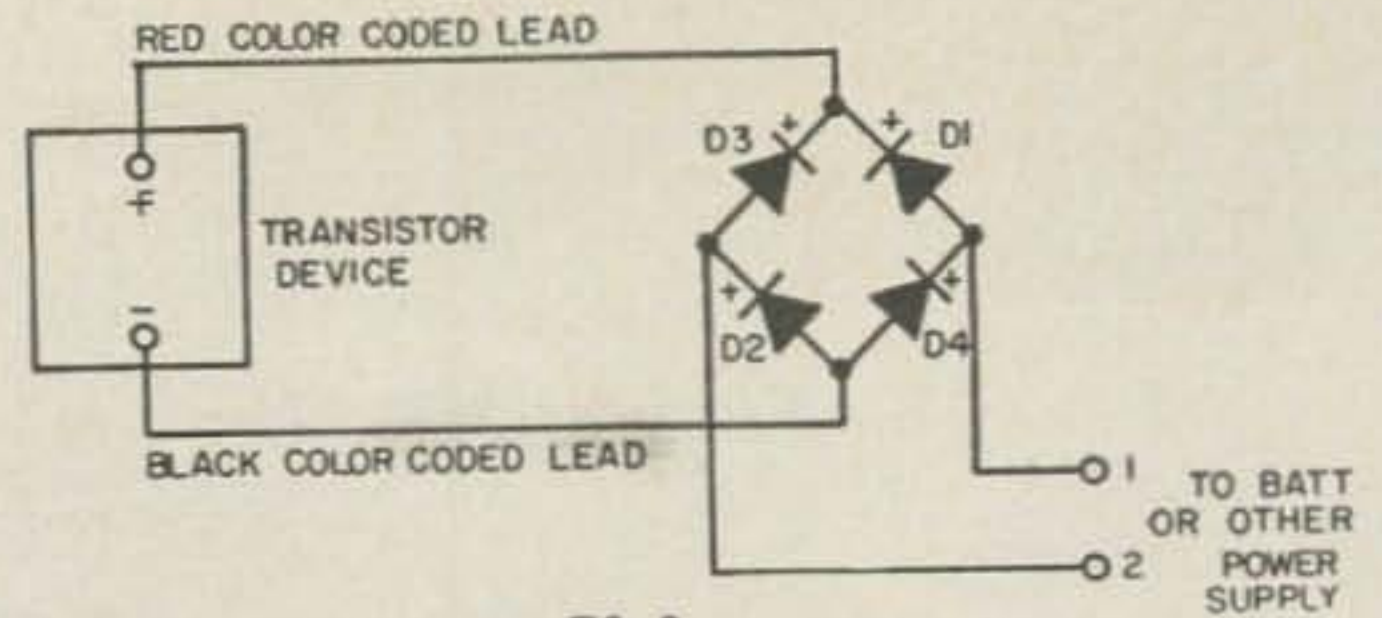 RED COLOR CODED LEAD
D3
+
+
D1
+
TRANSISTOR
DEVICE
-
+
+
D2
D4
BLACK COLOR CODED LEAD
1
TO BATT
OR OTHER
2
POWER
SUPPLY